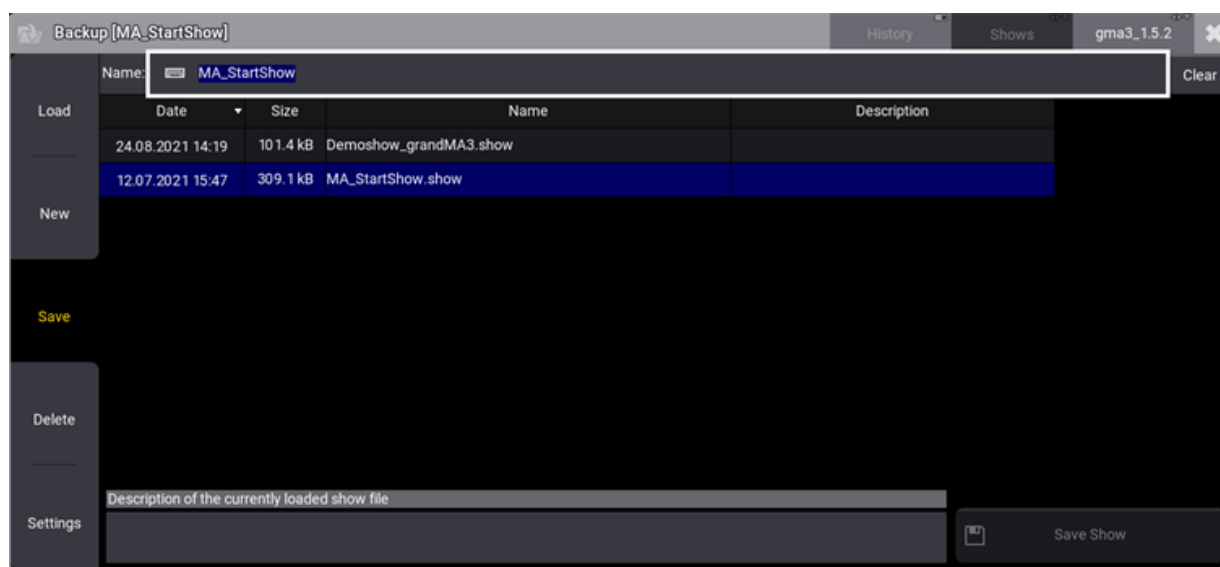 Backup [MA_StartShow] History Shows gma3_1.5.2
Name: MA_StartShow Clear
Load
Date Size Name Description
24.08.2021 14:19 101.4 kB Demoshow_grandMA3.show
12.07.2021 15:47 309.1 kB MA_StartShow.show
New
Save
Delete
Description of the currently loaded show file
Settings
Save Show